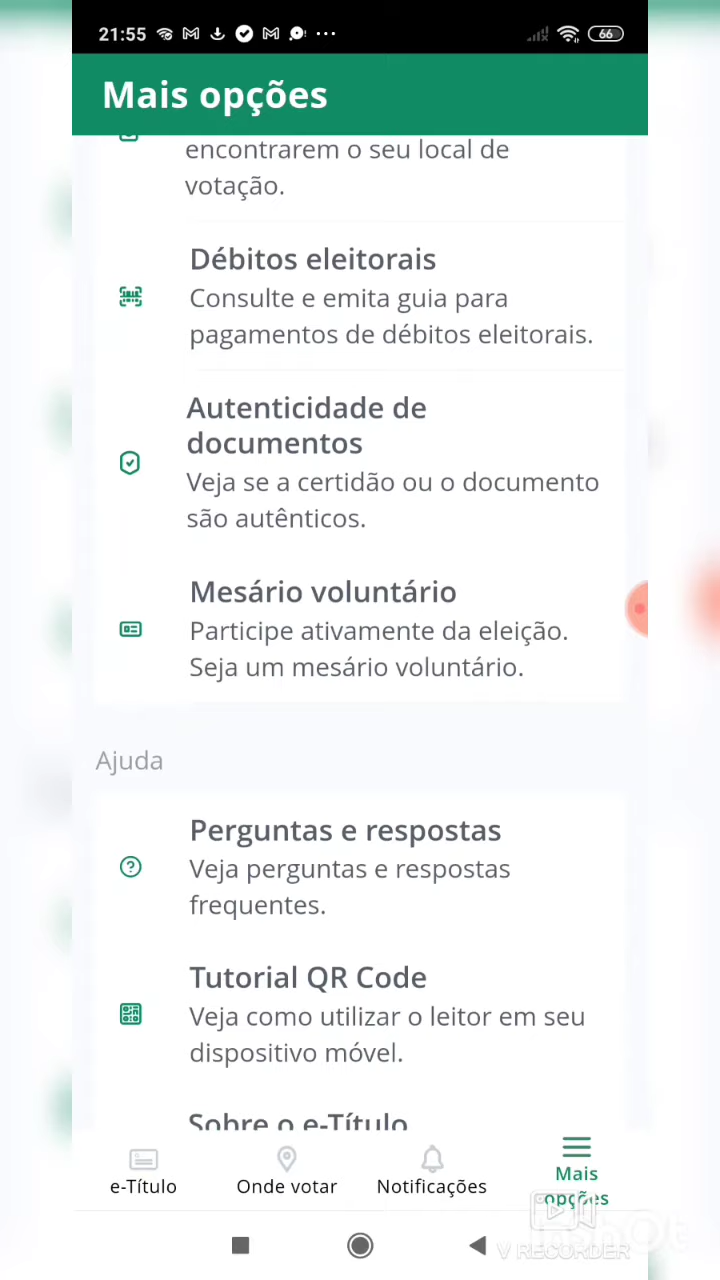 21:55
66
Mais opções
encontrarem o seu local de
votação.
Débitos eleitorais
Consulte e emita guia para
pagamentos de débitos eleitorais.
Autenticidade de
documentos
Veja se a certidão ou o documento
são autênticos.
Mesário voluntário
Participe ativamente da eleição.
Seja um mesário voluntário.
Ajuda
Perguntas e respostas
Veja perguntas e respostas
frequentes.
Tutorial QR Code
Veja como utilizar o leitor em seu
dispositivo móvel.
Sobre o e-Título
e-Título
Onde votar
Notificações
Mais
opções
InShOt
V RECORDER